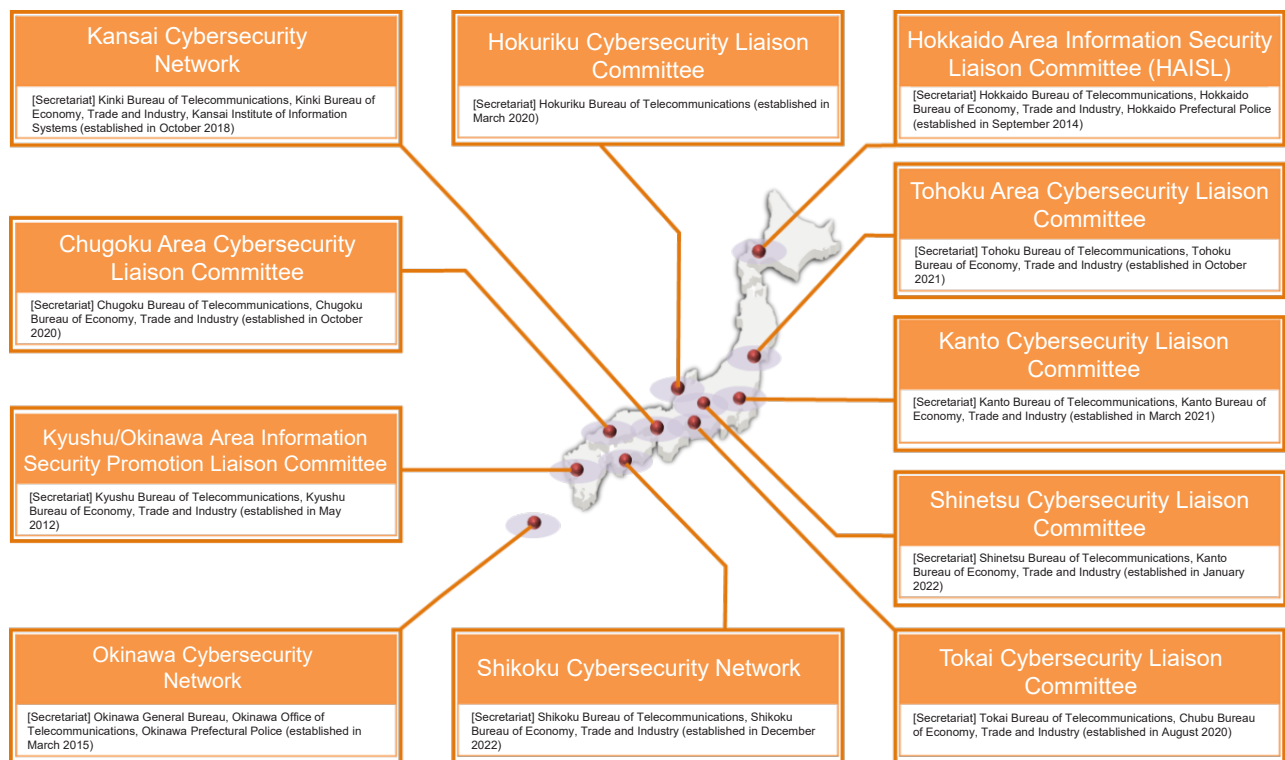 Kansai Cybersecurity
Network
[Secretariat] Kinki Bureau of Telecommunications, Kinki Bureau of
Economy, Trade and Industry, Kansai Institute of Information
Systems (established in October 2018)
Hokuriku Cybersecurity Liaison
Committee
[Secretariat] Hokuriku Bureau of Telecommunications (established in
March 2020)
Hokkaido Area Information Security
Liaison Committee (HAISL)
[Secretariat] Hokkaido Bureau of Telecommunications, Hokkaido
Bureau of Economy, Trade and Industry, Hokkaido Prefectural Police
(established in September 2014)
Chugoku Area Cybersecurity
Liaison Committee
[Secretariat] Chugoku Bureau of Telecommunications, Chugoku
Bureau of Economy, Trade and Industry (established in October
2020)
Tohoku Area Cybersecurity Liaison
Committee
[Secretariat] Tohoku Bureau of Telecommunications, Tohoku
Bureau of Economy, Trade and Industry (established in October
2021)
Kanto Cybersecurity Liaison
Committee
[Secretariat] Kanto Bureau of Telecommunications, Kanto Bureau of
Economy, Trade and Industry (established in March 2021)
Kyushu/Okinawa Area Information
Security Promotion Liaison Committee
[Secretariat] Kyushu Bureau of Telecommunications, Kyushu
Bureau of Economy, Trade and Industry (established in May
2012)
Shinetsu Cybersecurity Liaison
Committee
[Secretariat] Shinetsu Bureau of Telecommunications, Kanto
Bureau of Economy, Trade and Industry (established in January
2022)
Okinawa Cybersecurity
Network
[Secretariat] Okinawa General Bureau, Okinawa Office of
Telecommunications, Okinawa Prefectural Police (established in
March 2015)
Shikoku Cybersecurity Network
[Secretariat] Shikoku Bureau of Telecommunications, Shikoku
Bureau of Economy, Trade and Industry (established in December
2022)
Tokai Cybersecurity Liaison
Committee
[Secretariat] Tokai Bureau of Telecommunications, Chubu Bureau
of Economy, Trade and Industry (established in August 2020)